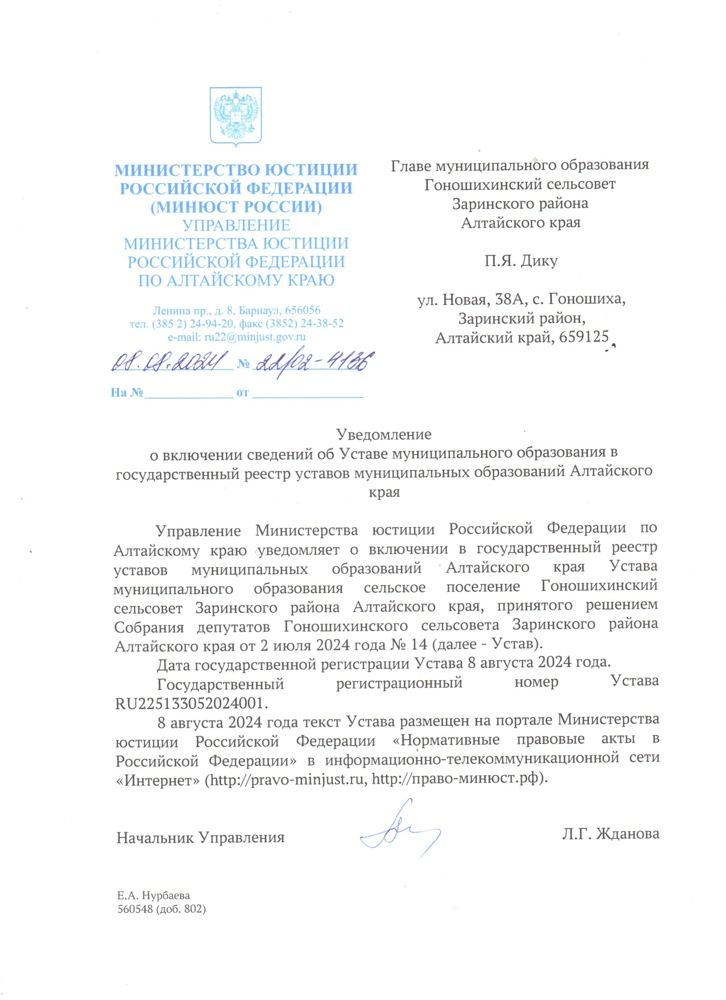 МИНИСТЕРСТВО ЮСТИЦИИ
РОССИЙСКОЙ ФЕДЕРАЦИИ
(МИНЮСТ РОССИИ)
УПРАВЛЕНИЕ
МИНИСТЕРСТВА ЮСТИЦИИ
РОССИЙСКОЙ ФЕДЕРАЦИИ
ПО АЛТАЙСКОМУ КРАЮ
Ленина пр., д. 8, Барнаул, 656056
тел. (385 2) 24-94-20, факс (3852) 24-38-52
e-mail: ru22@minjust.gov.ru
08.08.2024 № 22/02-4136
На № от
Главе муниципального образования
Гоношихинский сельсовет
Заринского района
Алтайского края
П.Я. Дику
ул. Новая, 38А, с. Гоношиха,
Заринский район,
Алтайский край, 659125
Уведомление
о включении сведений об Уставе муниципального образования в
государственный реестр уставов муниципальных образований Алтайского
края
Управление Министерства юстиции Российской Федерации по
Алтайскому краю уведомляет о включении в государственный реестр
уставов муниципальных образований Алтайского края Устава
муниципального образования сельское поселение Гоношихинский
сельсовет Заринского района Алтайского края, принятого решением
Собрания депутатов Гоношихинского сельсовета Заринского района
Алтайского края от 2 июля 2024 года № 14 (далее - Устав).
Дата государственной регистрации Устава 8 августа 2024 года.
Государственный регистрационный номер Устава
RU225133052024001.
8 августа 2024 года текст Устава размещен на портале Министерства
юстиции Российской Федерации «Нормативные правовые акты в
Российской Федерации» в информационно-телекоммуникационной сети
«Интернет» (http://pravo-minjust.ru, http://право-минюст.рф).
Начальник Управления Л.Г. Жданова
Е.А. Нурбаева
560548 (доб. 802)